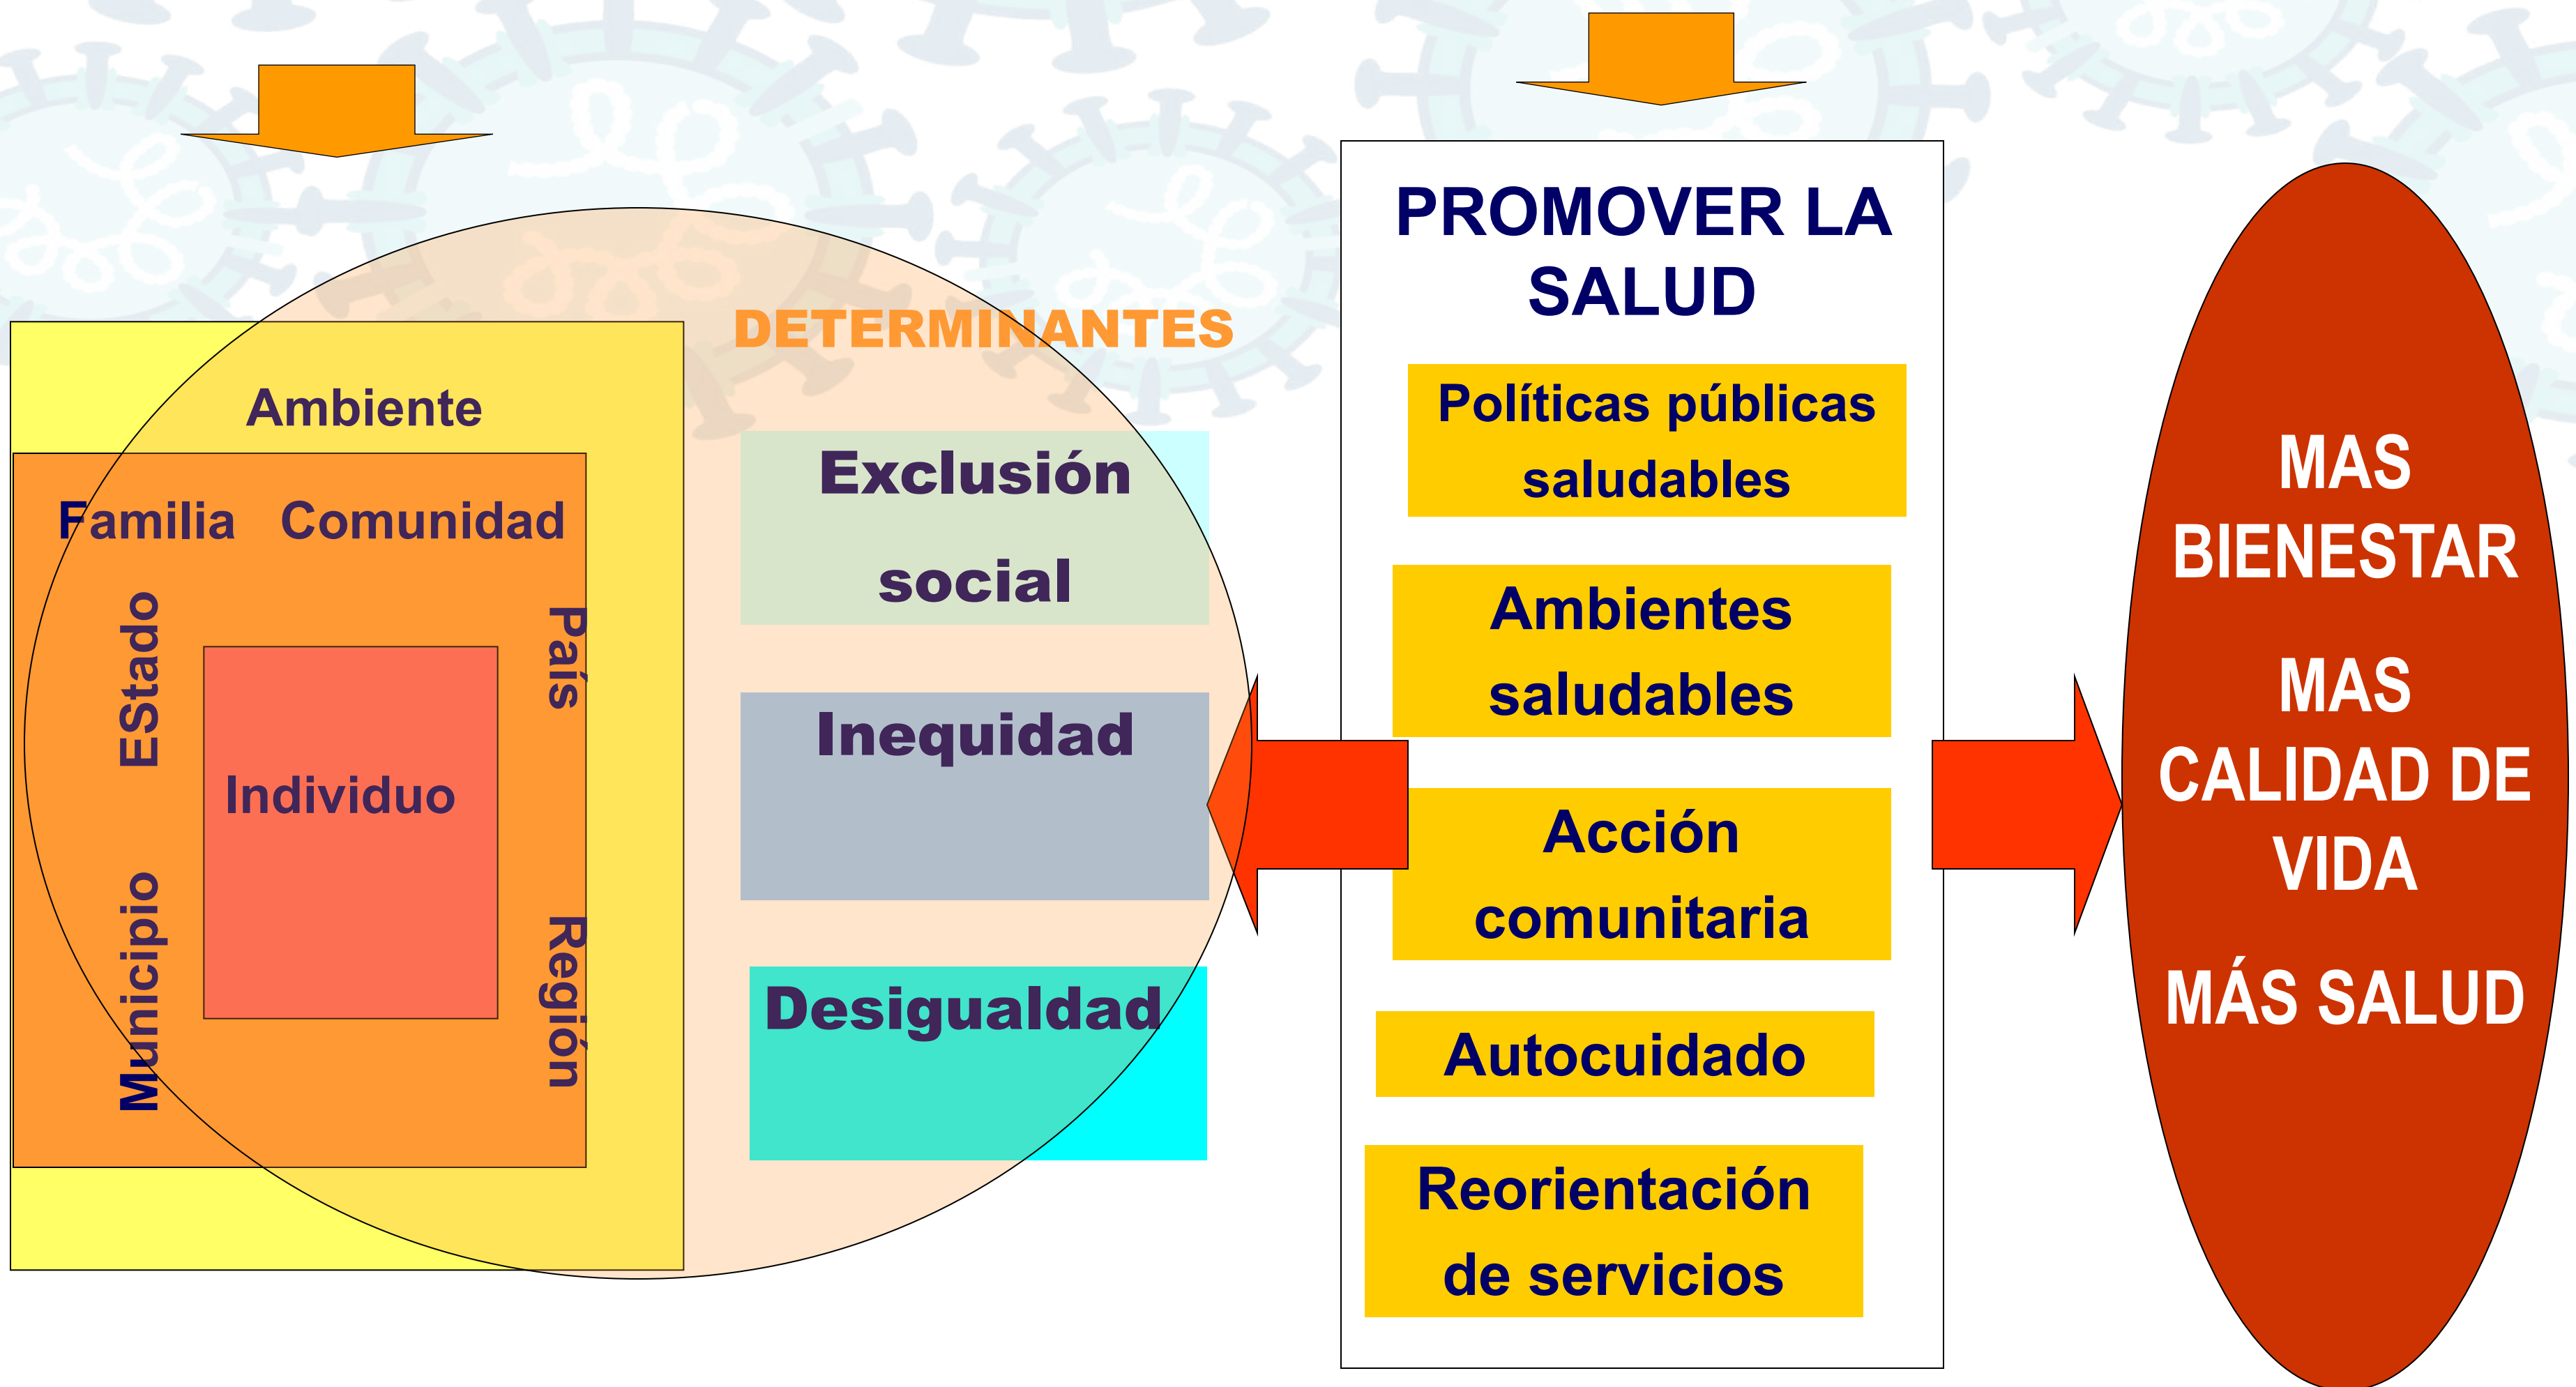 Ambiente
Familia Comunidad
EStado
País
Individuo
Municipio
Región
DETERMINANTES
Exclusión
social
Inequidad
Desigualdad
PROMOVER LA
SALUD
Políticas públicas
saludables
Ambientes
saludables
Acción
comunitaria
Autocuidado
Reorientación
de servicios
MAS
BIENESTAR
MAS
CALIDAD DE
VIDA
MÁS SALUD